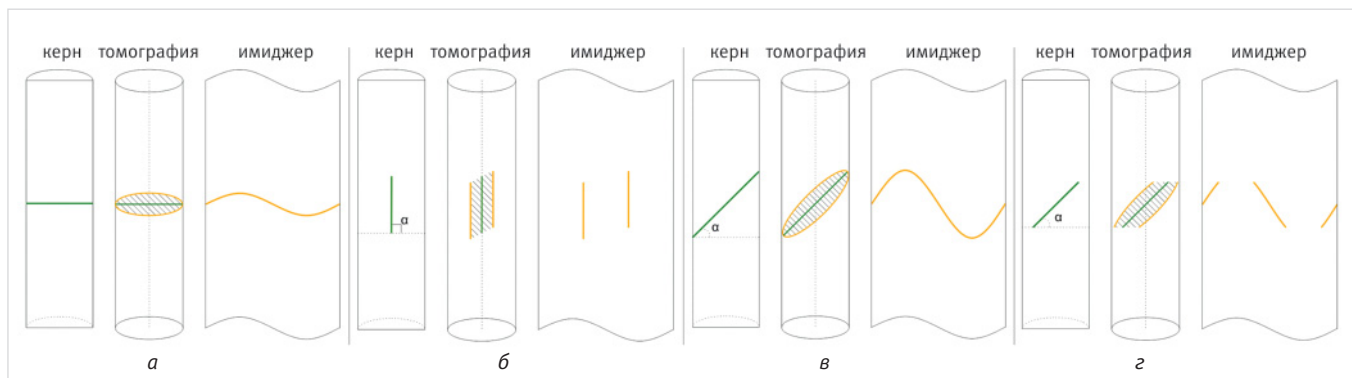 керн томография имиджер керн томография имиджер керн томография имиджер керн томография имиджер
α α α α
а б в г